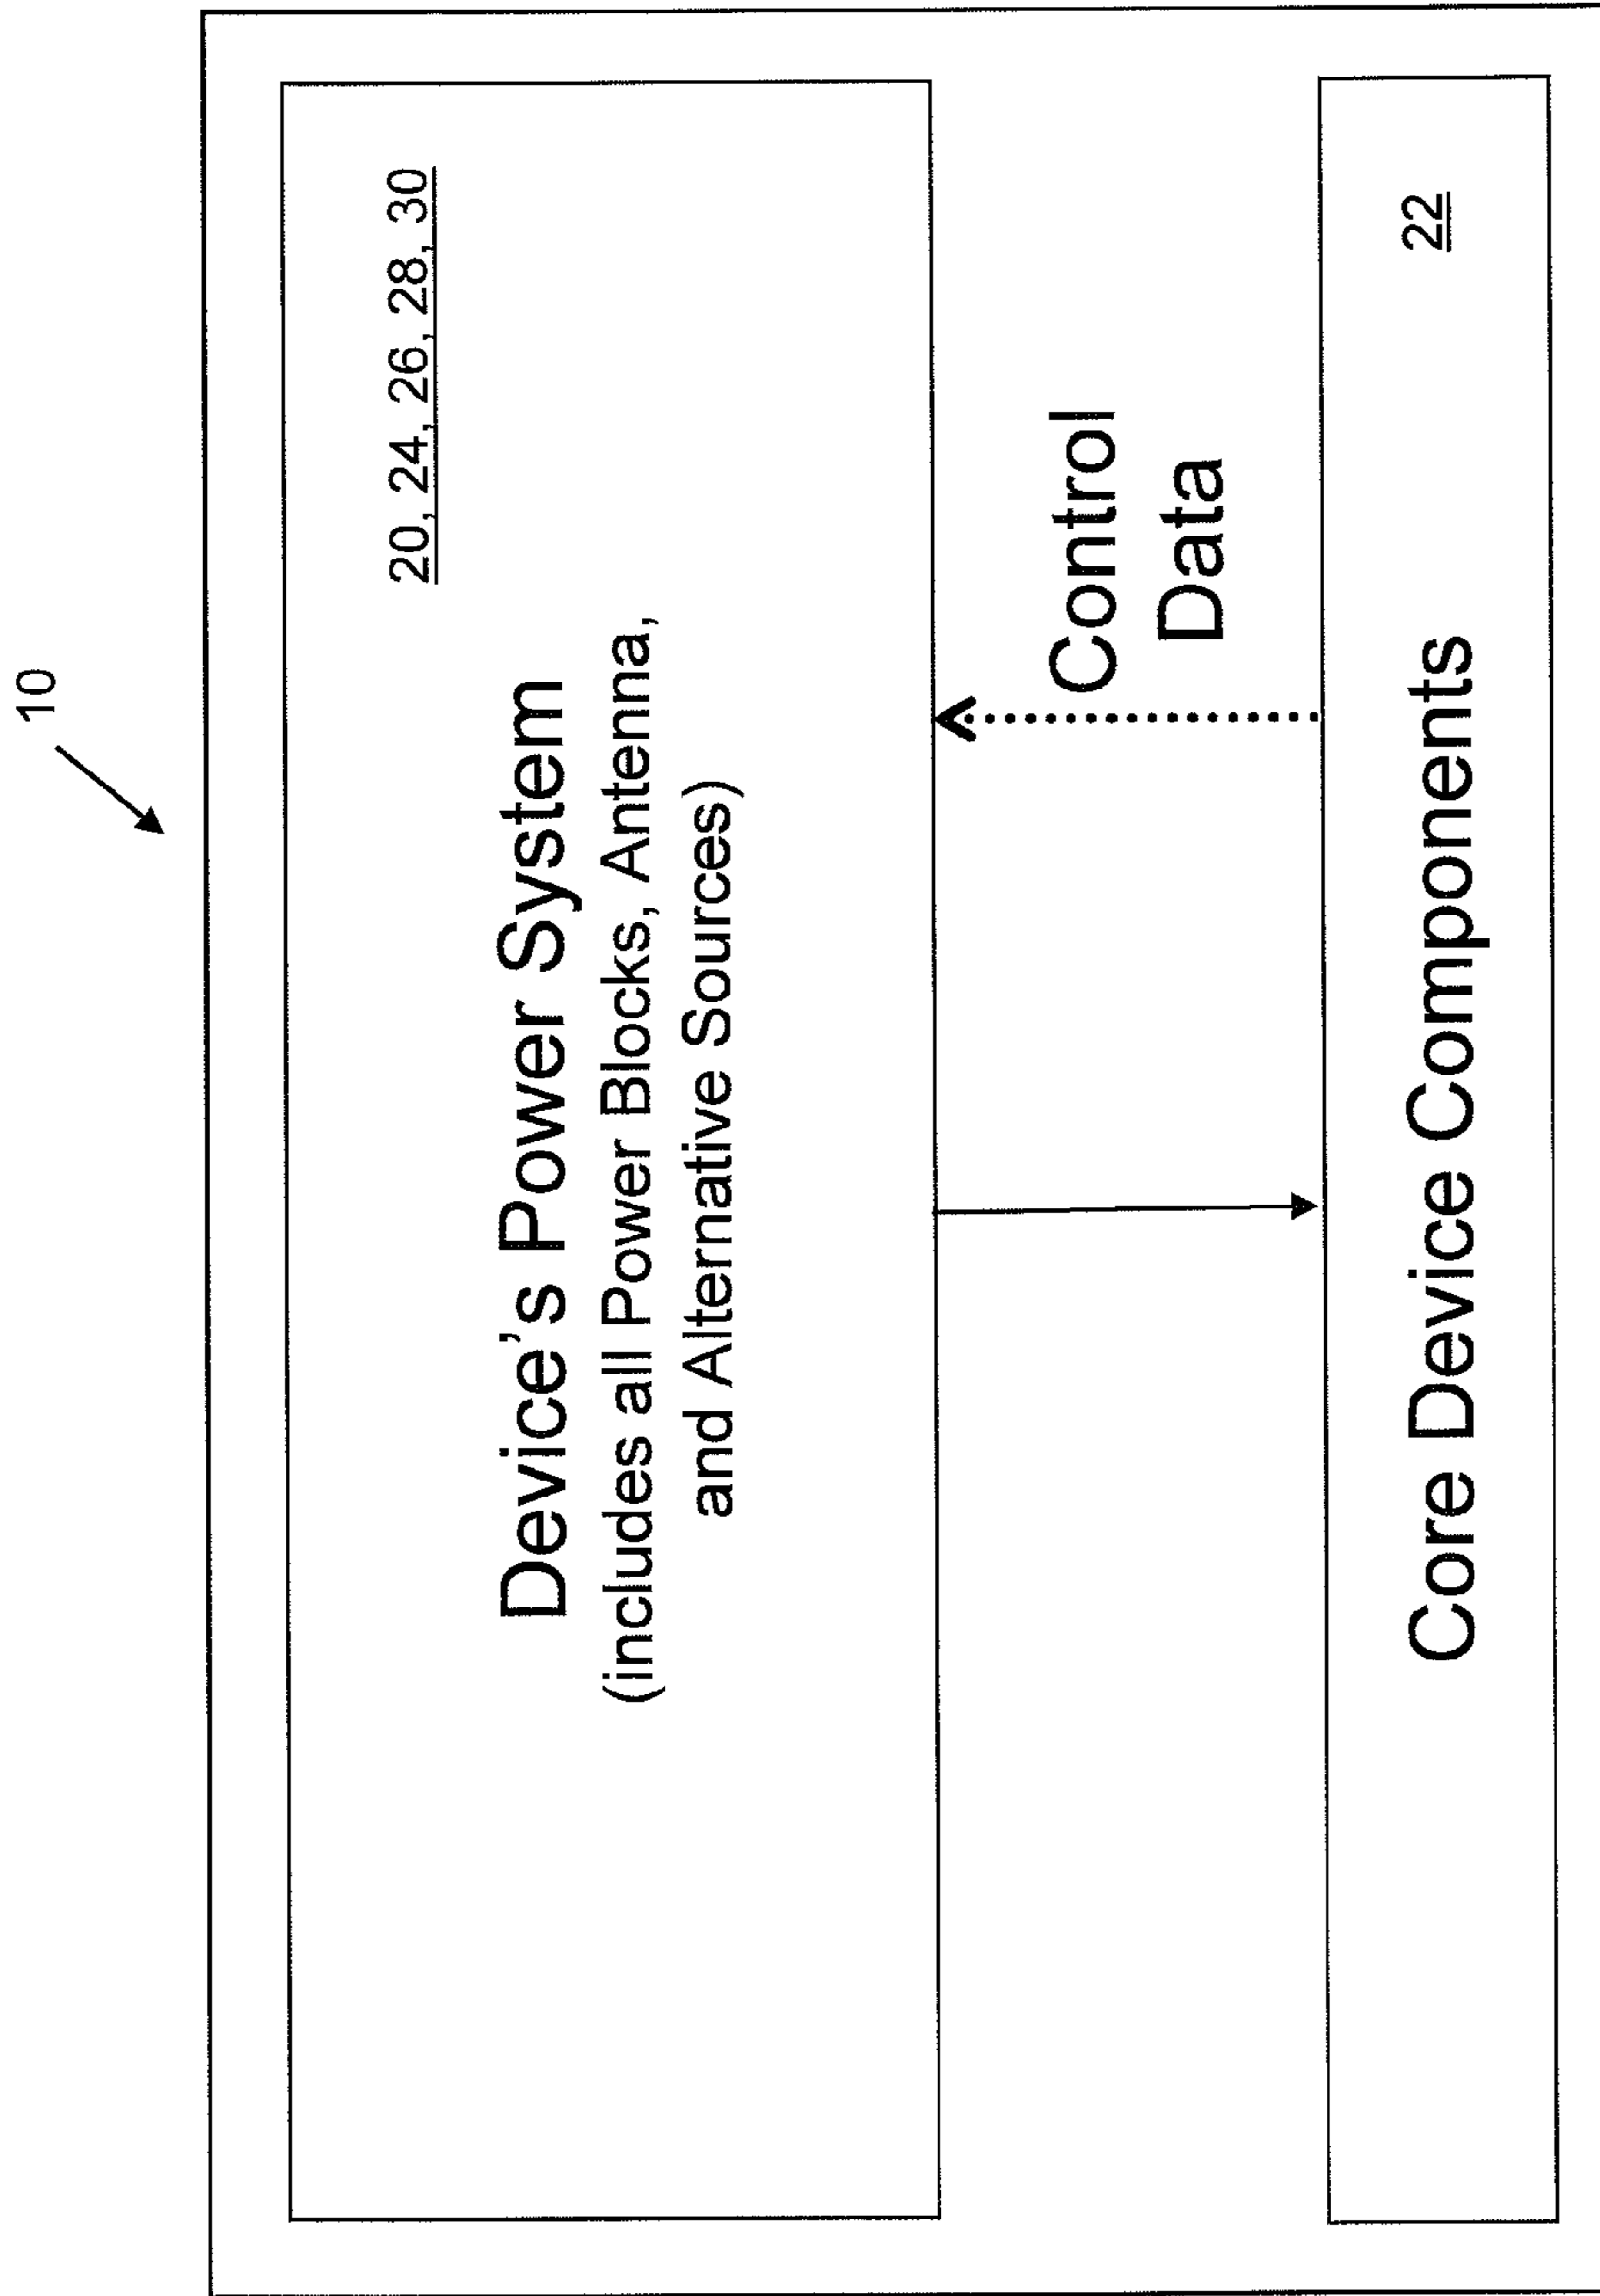 10
20, 24, 26, 28, 30
Device's Power System
(includes all Power Blocks, Antenna,
and Alternative Sources)
Control
Data
22
Core Device Components